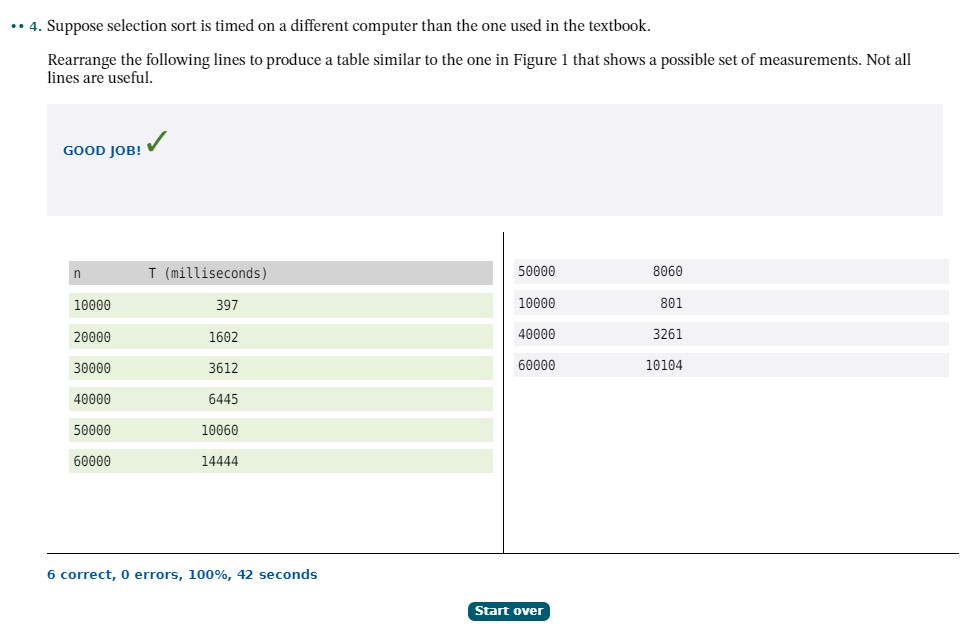 •• 4. Suppose selection sort is timed on a different computer than the one used in the textbook.
Rearrange the following lines to produce a table similar to the one in Figure 1 that shows a possible set of measurements. Not all
lines are useful.
GOOD JOB! ✓
n T (milliseconds)
10000 397
20000 1602
30000 3612
40000 6445
50000 10060
60000 14444
50000 8060
10000 801
40000 3261
60000 10104
6 correct, 0 errors, 100%, 42 seconds
Start over